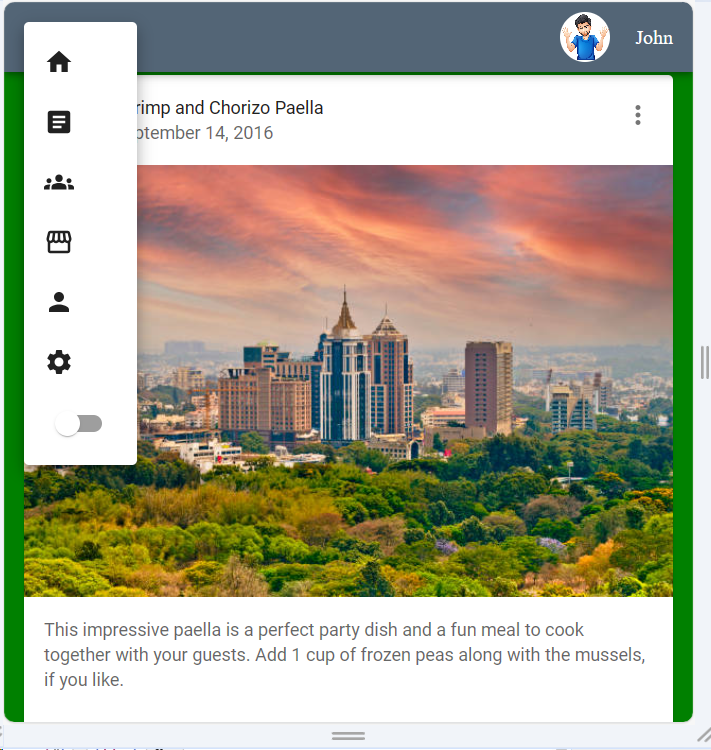 John
rimp and Chorizo Paella
ptember 14, 2016
This impressive paella is a perfect party dish and a fun meal to cook
together with your guests. Add 1 cup of frozen peas along with the mussels,
if you like.